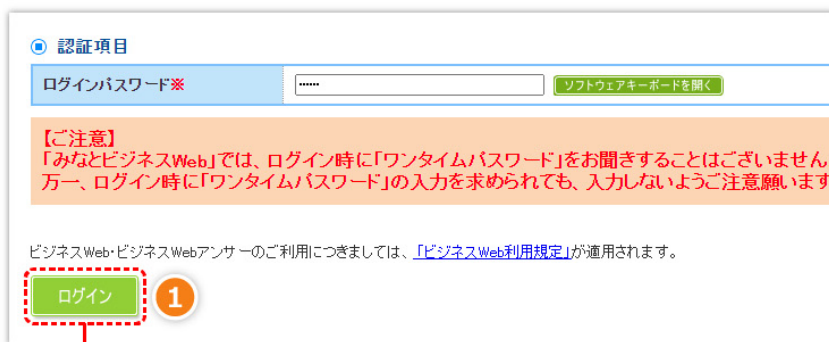 認証項目
ログインパスワード※
ソフトウェアキーボードを開く
【ご注意】
「みなとビジネスWeb」では、ログイン時に「ワンタイムパスワード」をお聞きすることはございません
万一、ログイン時に「ワンタイムパスワード」の入力を求められても、入力しないようご注意願います
ビジネスWeb・ビジネスWebアンサーのご利用につきましては、「ビジネスWeb利用規定」が適用されます。
ログイン
1